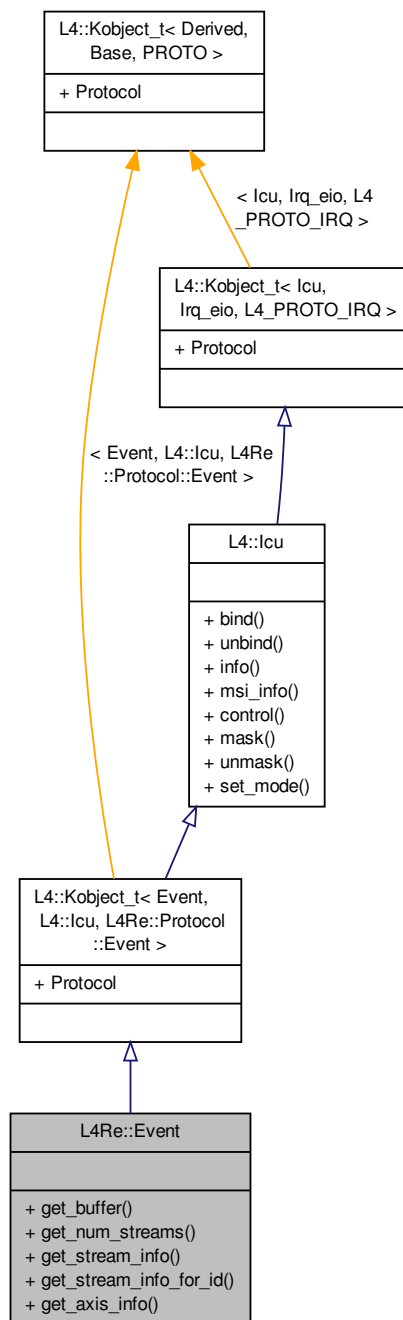 L4::Kobject_t< Derived,
Base, PROTO >
+ Protocol
< Icu, Irq_eio, L4
_PROTO_IRQ >
L4::Kobject_t< Icu,
Irq_eio, L4_PROTO_IRQ >
+ Protocol
< Event, L4::Icu, L4Re
::Protocol::Event >
L4::Icu
+ bind()
+ unbind()
+ info()
+ msi_info()
+ control()
+ mask()
+ unmask()
+ set_mode()
L4::Kobject_t< Event,
L4::Icu, L4Re::Protocol
::Event >
+ Protocol
L4Re::Event
+ get_buffer()
+ get_num_streams()
+ get_stream_info()
+ get_stream_info_for_id()
+ get_axis_info()